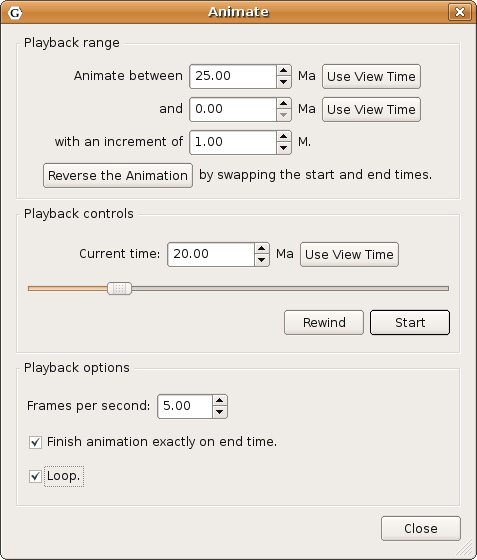 G Animate
Playback range
Animate between 25.00 Ma Use View Time
and 0.00 Ma Use View Time
with an increment of 1.00 M.
Reverse the Animation by swapping the start and end times.
Playback controls
Current time: 20.00 Ma Use View Time
Rewind Start
Playback options
Frames per second: 5.00
Finish animation exactly on end time.
Loop.
Close